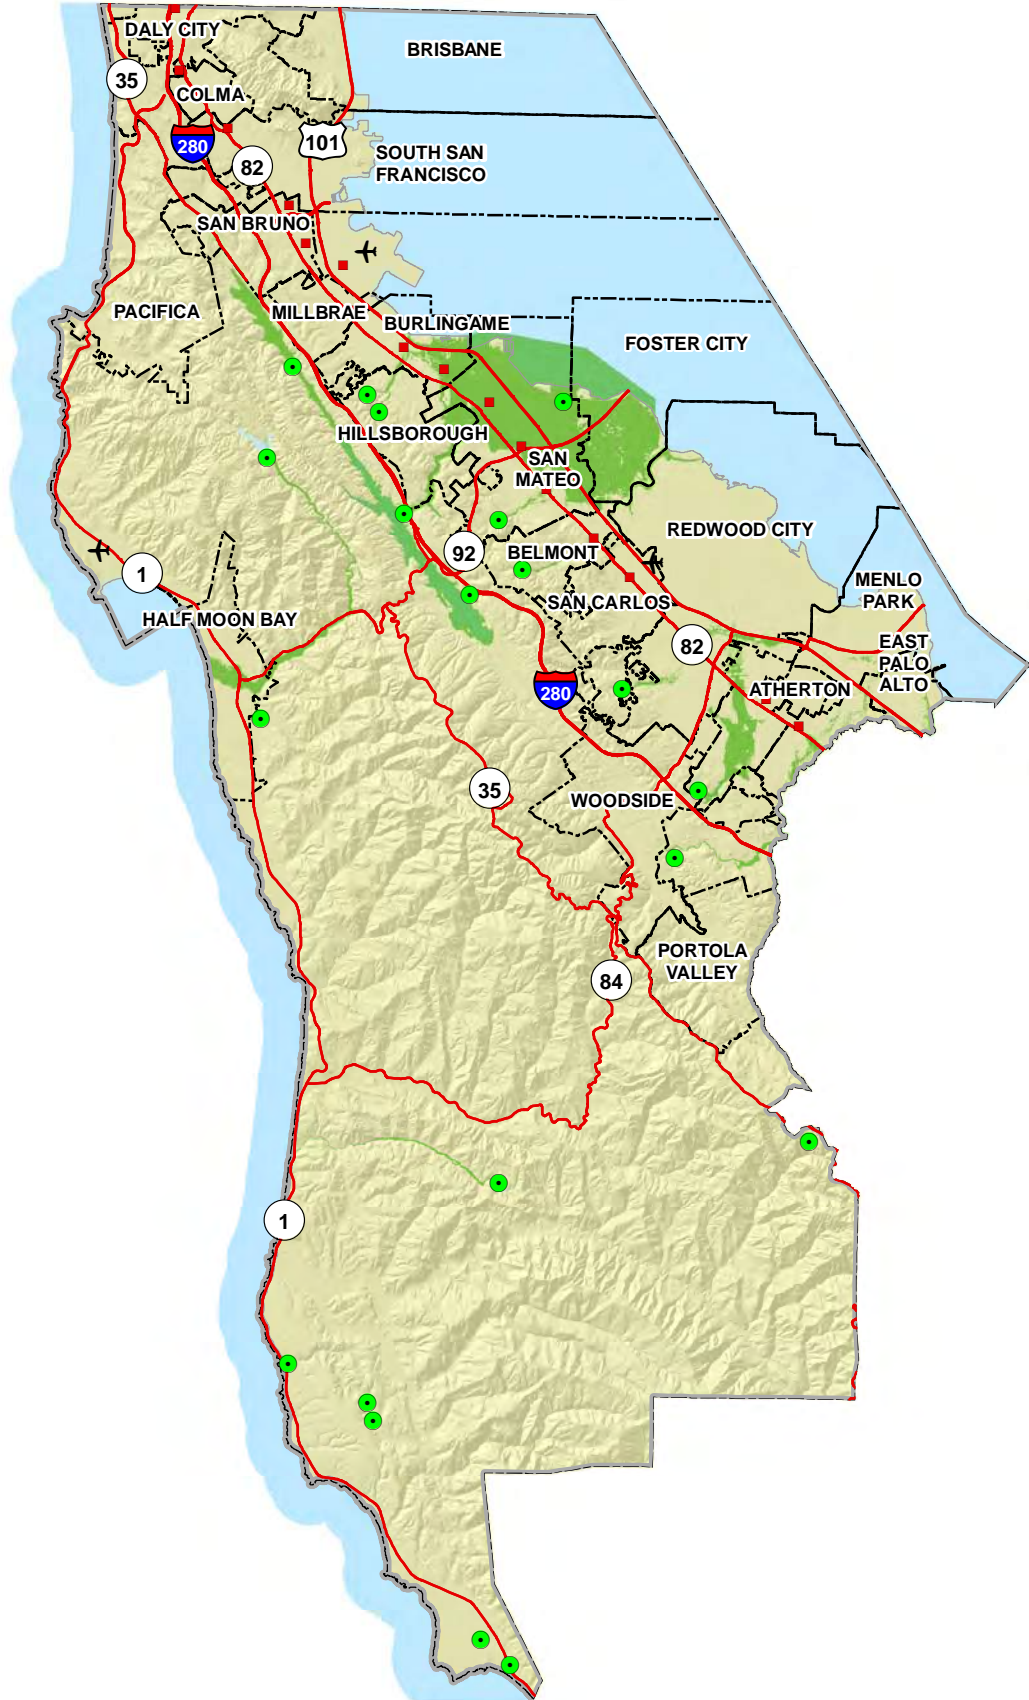 DALY CITY
BRISBANE
35
COLMA
280
101
82
SOUTH SAN
FRANCISCO
SAN BRUNO
PACIFICA
MILLBRAE
BURLINGAME
FOSTER CITY
HILLSBOROUGH
SAN
MATEO
REDWOOD CITY
92
BELMONT
1
MENLO
PARK
HALF MOON BAY
SAN CARLOS
82
EAST
PALO
ALTO
280
ATHERTON
35
WOODSIDE
PORTOLA
VALLEY
84
1